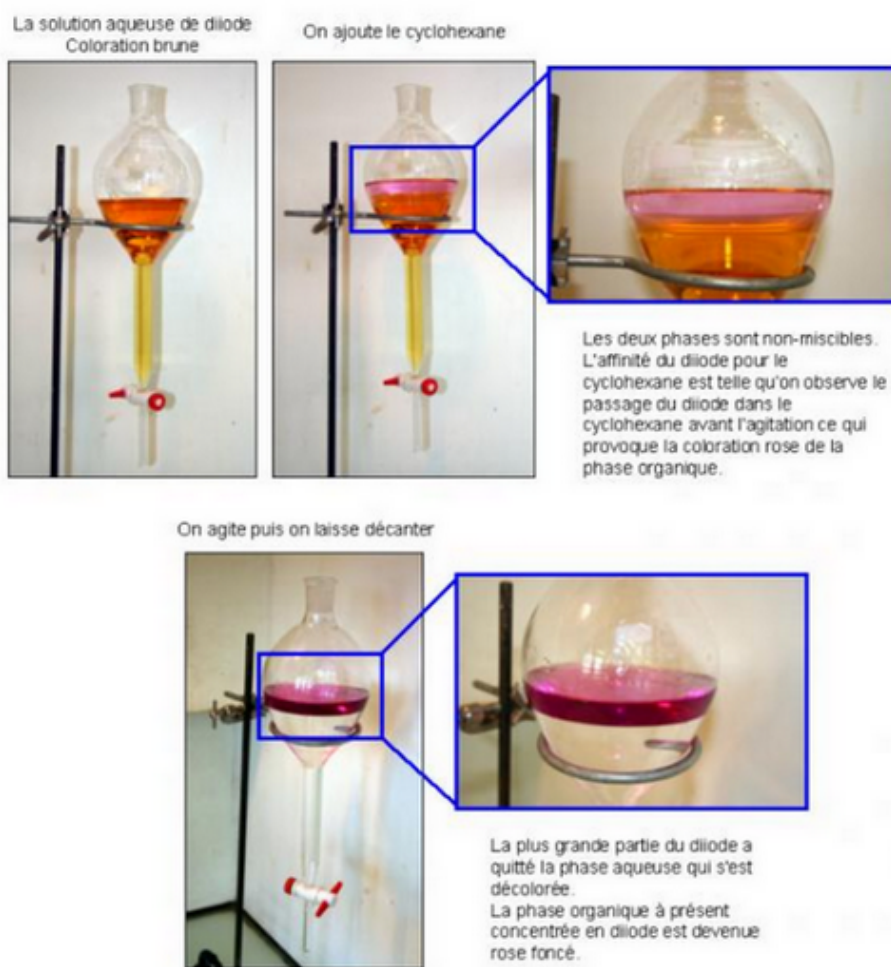 La solution aqueuse de diiode
Coloration brune
On ajoute le cyclohexane
Les deux phases sont non-miscibles.
L'affinité du diiode pour le
cyclohexane est telle qu'on observe le
passage du diiode dans le
cyclohexane avant l'agitation ce qui
provoque la coloration rose de la
phase organique.
On agite puis on laisse décanter
La plus grande partie du diiode a
quitté la phase aqueuse qui s'est
décolorée.
La phase organique à présent
concentrée en diiode est devenue
rose foncé.